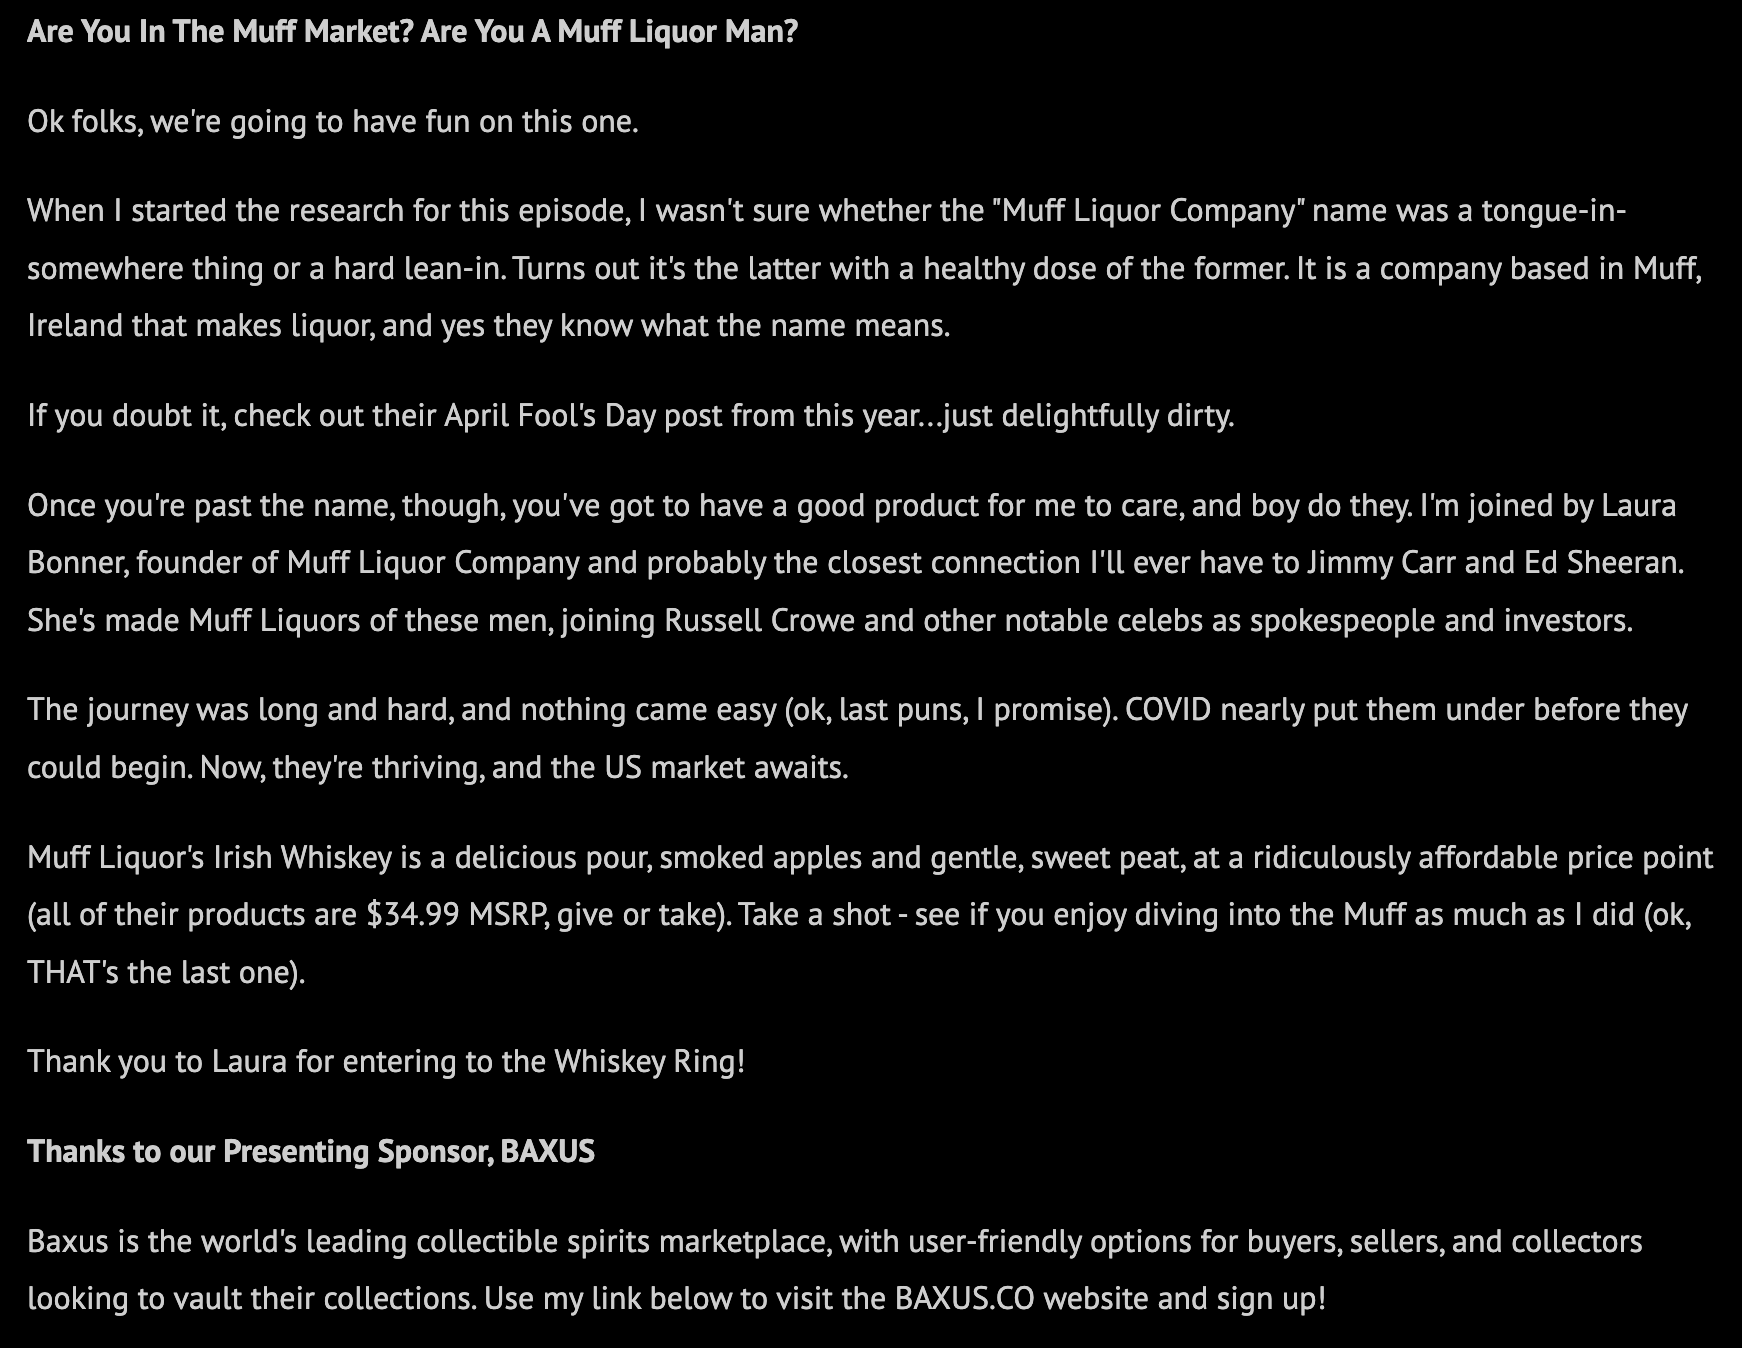 Are You In The Muff Market? Are You A Muff Liquor Man?
Ok folks, we're going to have fun on this one.
When I started the research for this episode, I wasn't sure whether the "Muff Liquor Company" name was a tongue-in-
somewhere thing or a hard lean-in. Turns out it's the latter with a healthy dose of the former. It is a company based in Muff,
Ireland that makes liquor, and yes they know what the name means.
If you doubt it, check out their April Fool's Day post from this year...just delightfully dirty.
Once you're past the name, though, you've got to have a good product for me to care, and boy do they. I'm joined by Laura
Bonner, founder of Muff Liquor Company and probably the closest connection I'll ever have to Jimmy Carr and Ed Sheeran.
She's made Muff Liquors of these men, joining Russell Crowe and other notable celebs as spokespeople and investors.
The journey was long and hard, and nothing came easy (ok, last puns, I promise). COVID nearly put them under before they
could begin. Now, they're thriving, and the US market awaits.
Muff Liquor's Irish Whiskey is a delicious pour, smoked apples and gentle, sweet peat, at a ridiculously affordable price point
(all of their products are $34.99 MSRP, give or take). Take a shot - see if you enjoy diving into the Muff as much as I did (ok,
THAT's the last one).
Thank you to Laura for entering to the Whiskey Ring!
Thanks to our Presenting Sponsor, BAXUS
Baxus is the world's leading collectible spirits marketplace, with user-friendly options for buyers, sellers, and collectors
looking to vault their collections. Use my link below to visit the BAXUS.CO website and sign up!